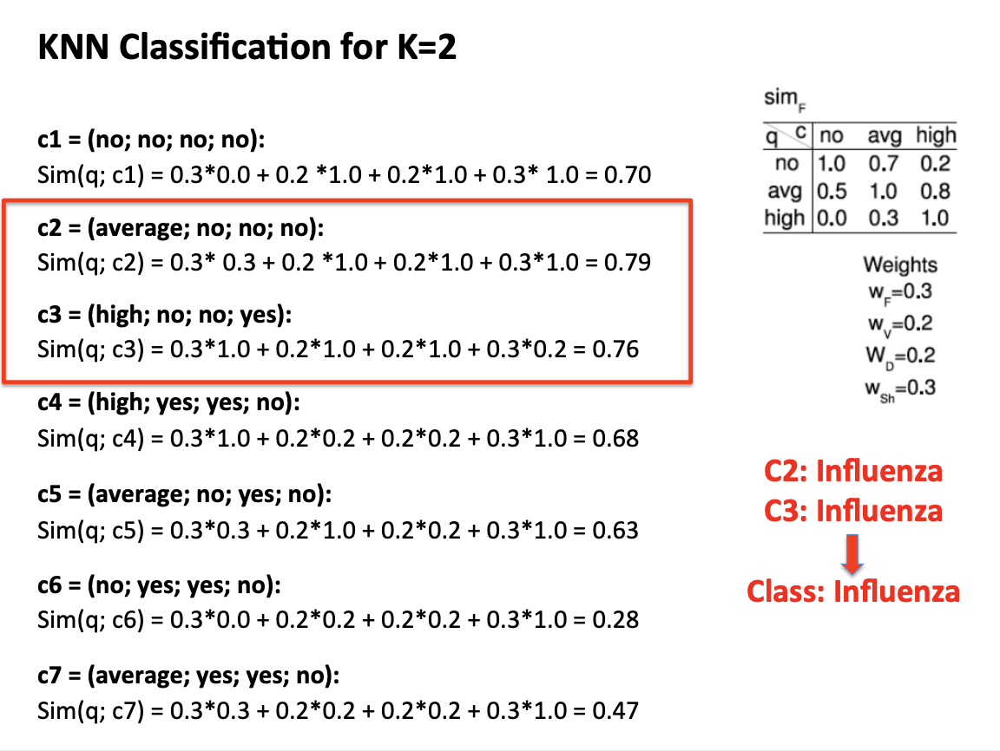 KNN Classification for K=2
c1 = (no; no; no; no):
Sim(q; c1) = 0.3*0.0 + 0.2 *1.0 + 0.2*1.0 + 0.3* 1.0 = 0.70
c2 = (average; no; no; no):
Sim(q; c2) = 0.3* 0.3 + 0.2 *1.0 + 0.2*1.0 + 0.3*1.0 = 0.79
c3 = (high; no; no; yes):
Sim(q; c3) = 0.3*1.0 + 0.2*1.0 + 0.2*1.0 + 0.3*0.2 = 0.76
c4 = (high; yes; yes; no):
Sim(q; c4) = 0.3*1.0 + 0.2*0.2 + 0.2*0.2 + 0.3*1.0 = 0.68
c5 = (average; no; yes; no):
Sim(q; c5) = 0.3*0.3 + 0.2*1.0 + 0.2*0.2 + 0.3*1.0 = 0.63
c6 = (no; yes; yes; no):
Sim(q; c6) = 0.3*0.0 + 0.2*0.2 + 0.2*0.2 + 0.3*1.0 = 0.28
c7 = (average; yes; yes; no):
Sim(q; c7) = 0.3*0.3 + 0.2*0.2 + 0.2*0.2 + 0.3*1.0 = 0.47
simF
q c no avg high
no 1.0 0.7 0.2
avg 0.5 1.0 0.8
high 0.0 0.3 1.0
Weights
wF=0.3
wV=0.2
WD=0.2
wSh=0.3
C2: Influenza
C3: Influenza
Class: Influenza